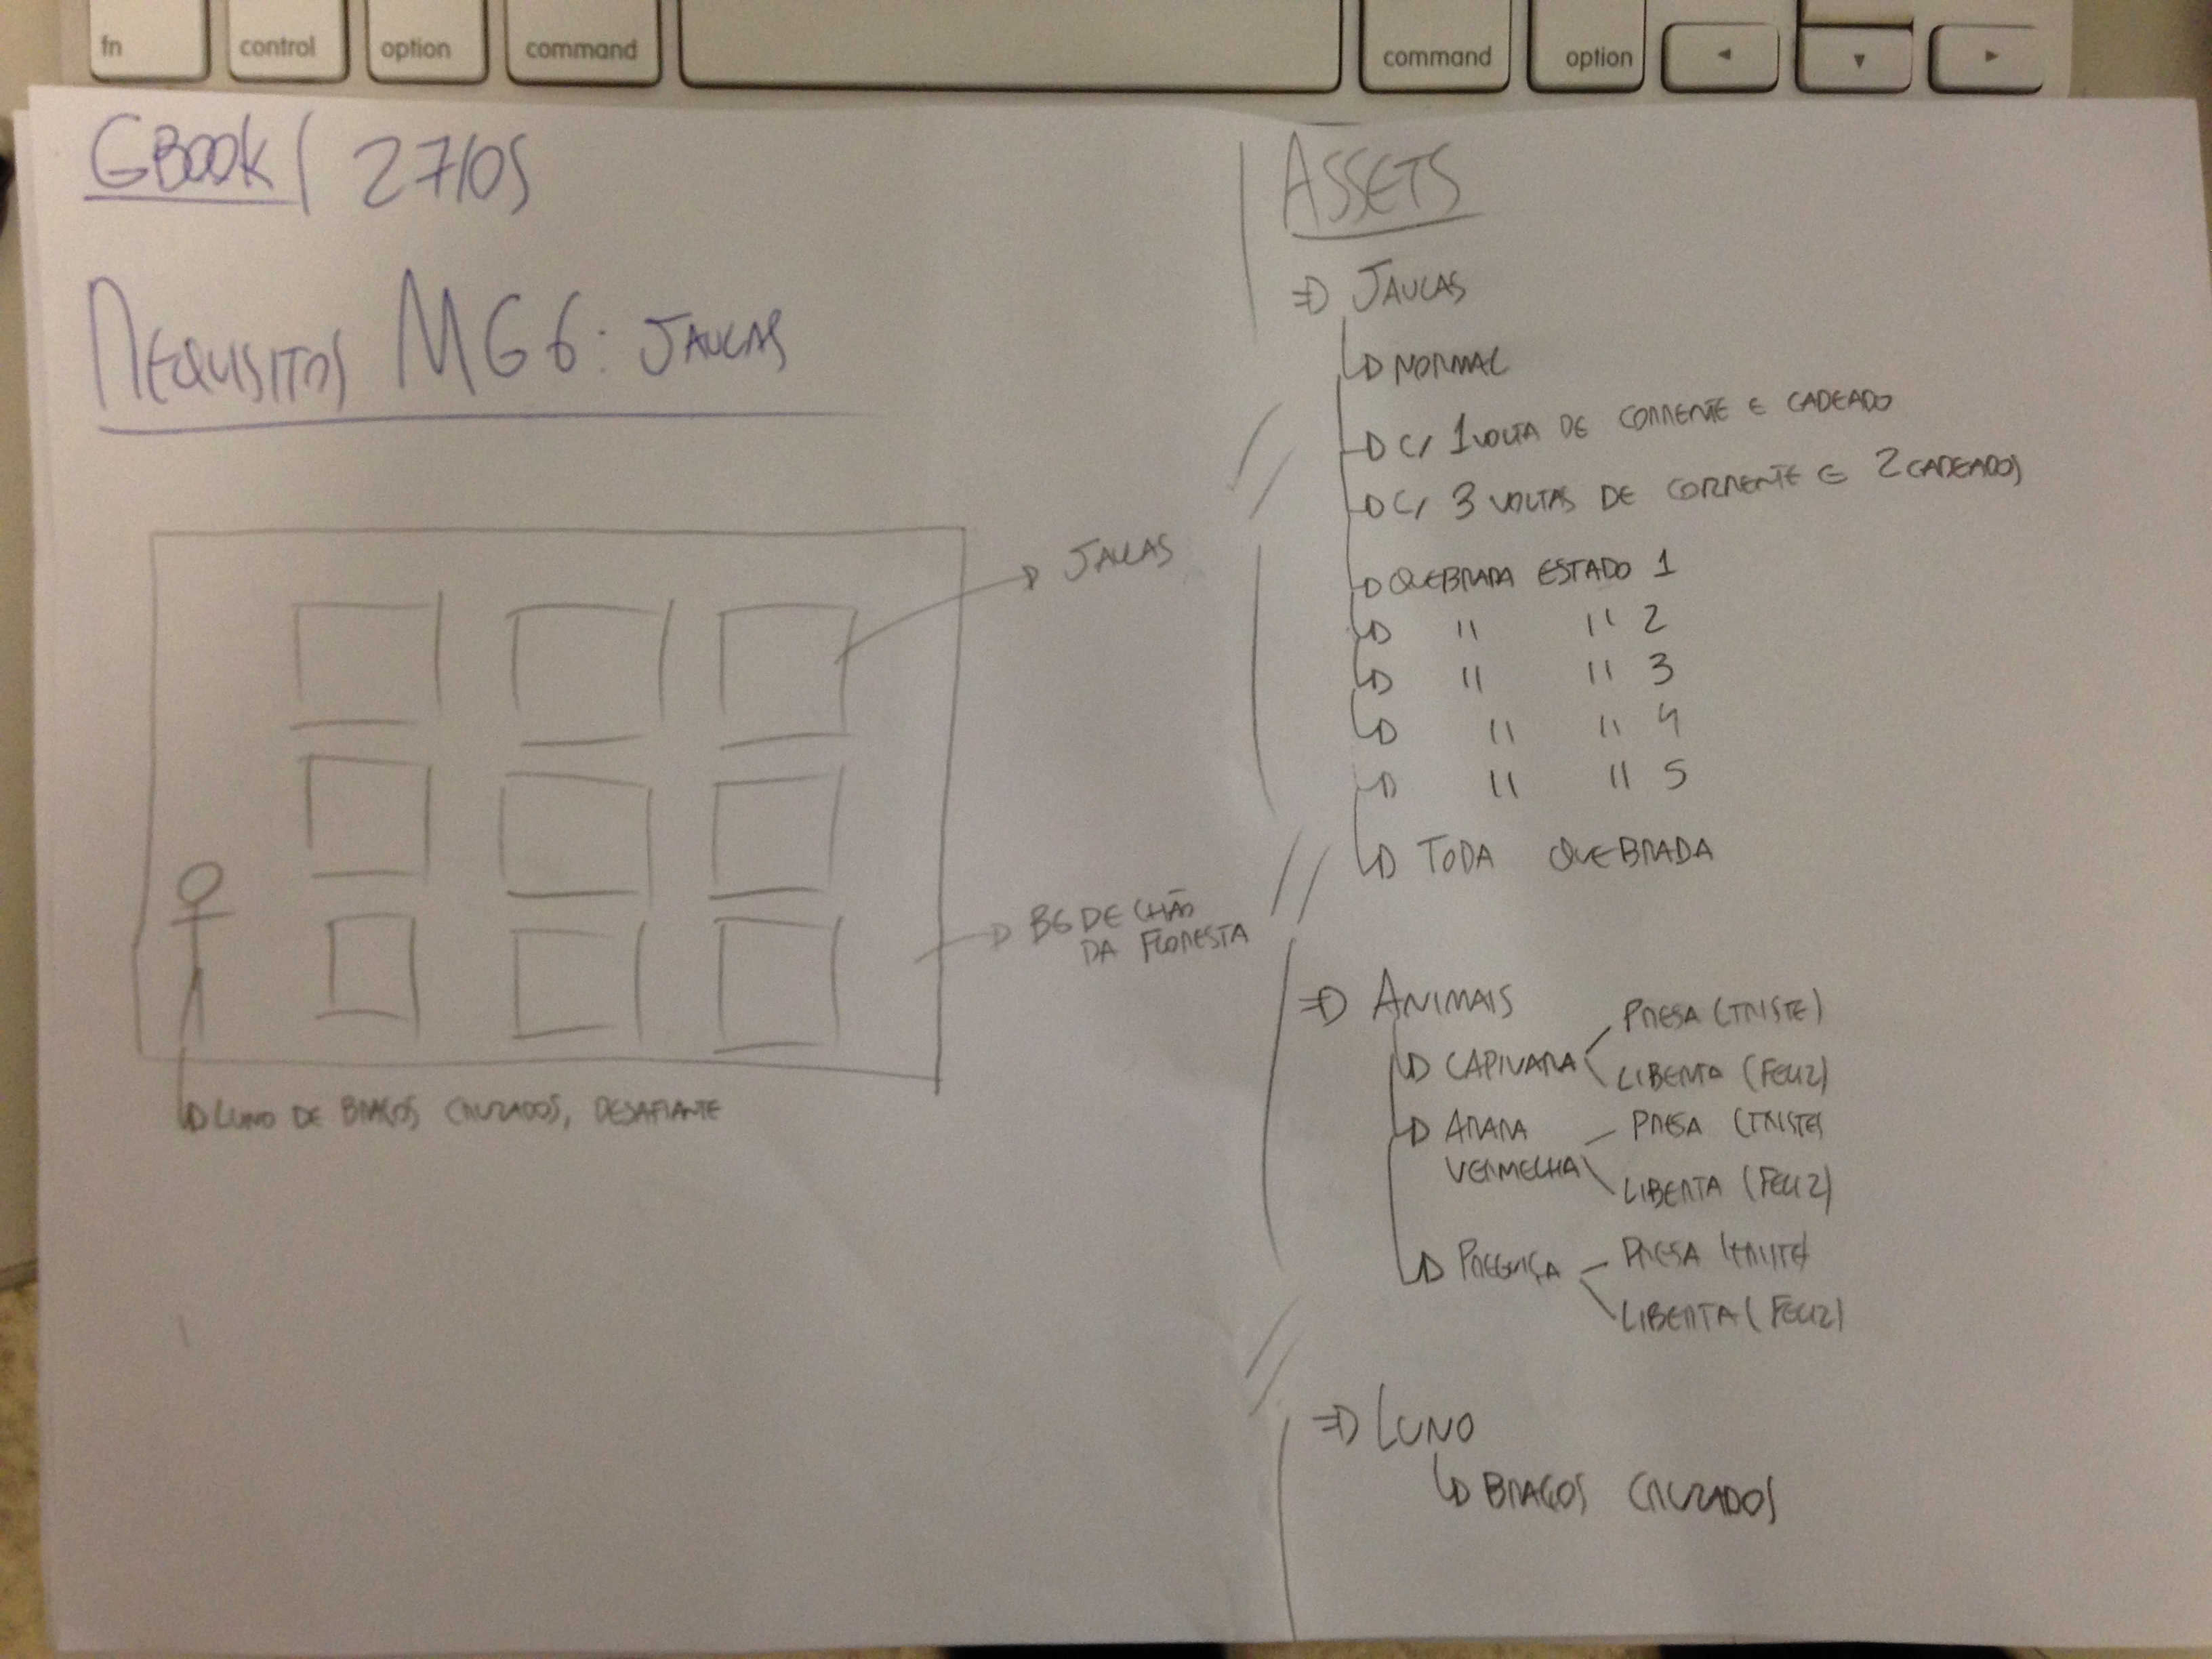 GBOOK | 27/05
REQUISITOS MG6: JAULAS
JAULAS
BG DE CHÃO
DA FLORESTA
LUNO DE BRAÇOS CRUZADOS, DESAFIANTE
ASSETS
⇒ JAULAS
NORMAL
C/ 1 VOLTA DE CORRENTE E CADEADO
C/ 3 VOLTAS DE CORRENTE E 2 CADEADOS
QUEBRADA ESTADO 1
" " 2
" " 3
" " 4
" " 5
TODA QUEBRADA
⇒ ANIMAIS
CAPIVARA
PRESA (TRISTE)
LIBERTA (FELIZ)
ARARA
VERMELHA
PRESA (TRISTE)
LIBERTA (FELIZ)
PREGUIÇA
PRESA (TRISTE)
LIBERTA (FELIZ)
⇒ LUNO
BRAÇOS CRUZADOS
fn
control
option
command
command
option